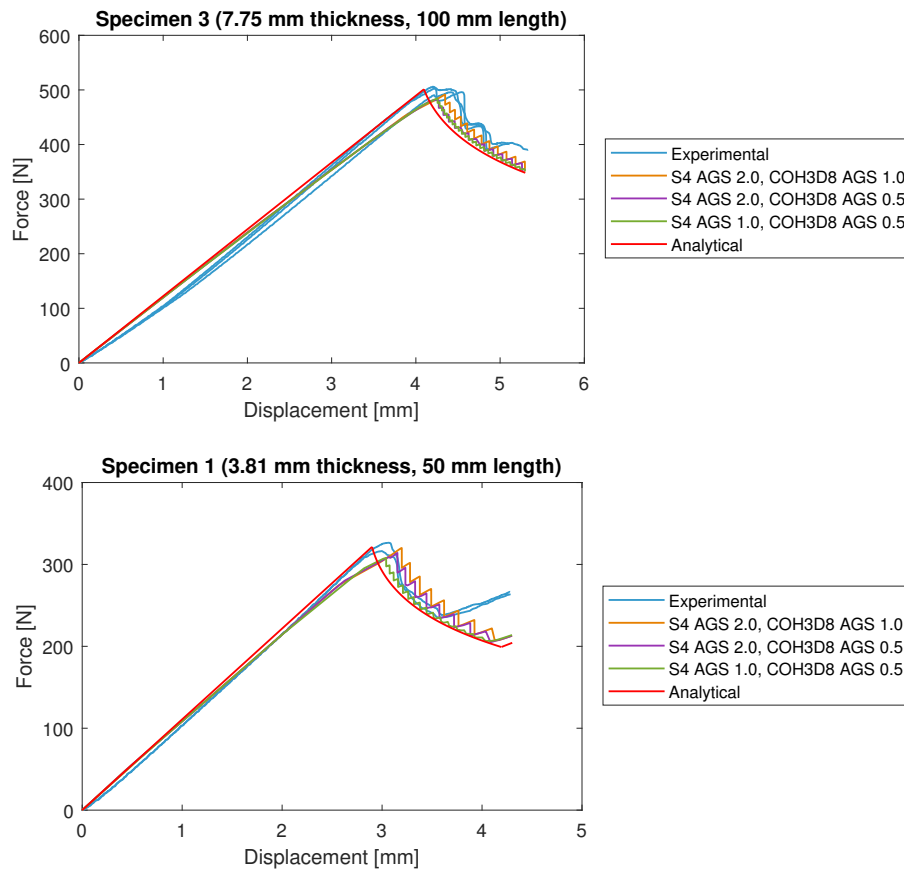 Specimen 3 (7.75 mm thickness, 100 mm length)
600
500
400
300
200
100
0
Force [N]
0 1 2 3 4 5 6
Displacement [mm]
Experimental
S4 AGS 2.0, COH3D8 AGS 1.0
S4 AGS 2.0, COH3D8 AGS 0.5
S4 AGS 1.0, COH3D8 AGS 0.5
Analytical
Specimen 1 (3.81 mm thickness, 50 mm length)
400
300
200
100
0
Force [N]
0 1 2 3 4 5
Displacement [mm]
Experimental
S4 AGS 2.0, COH3D8 AGS 1.0
S4 AGS 2.0, COH3D8 AGS 0.5
S4 AGS 1.0, COH3D8 AGS 0.5
Analytical